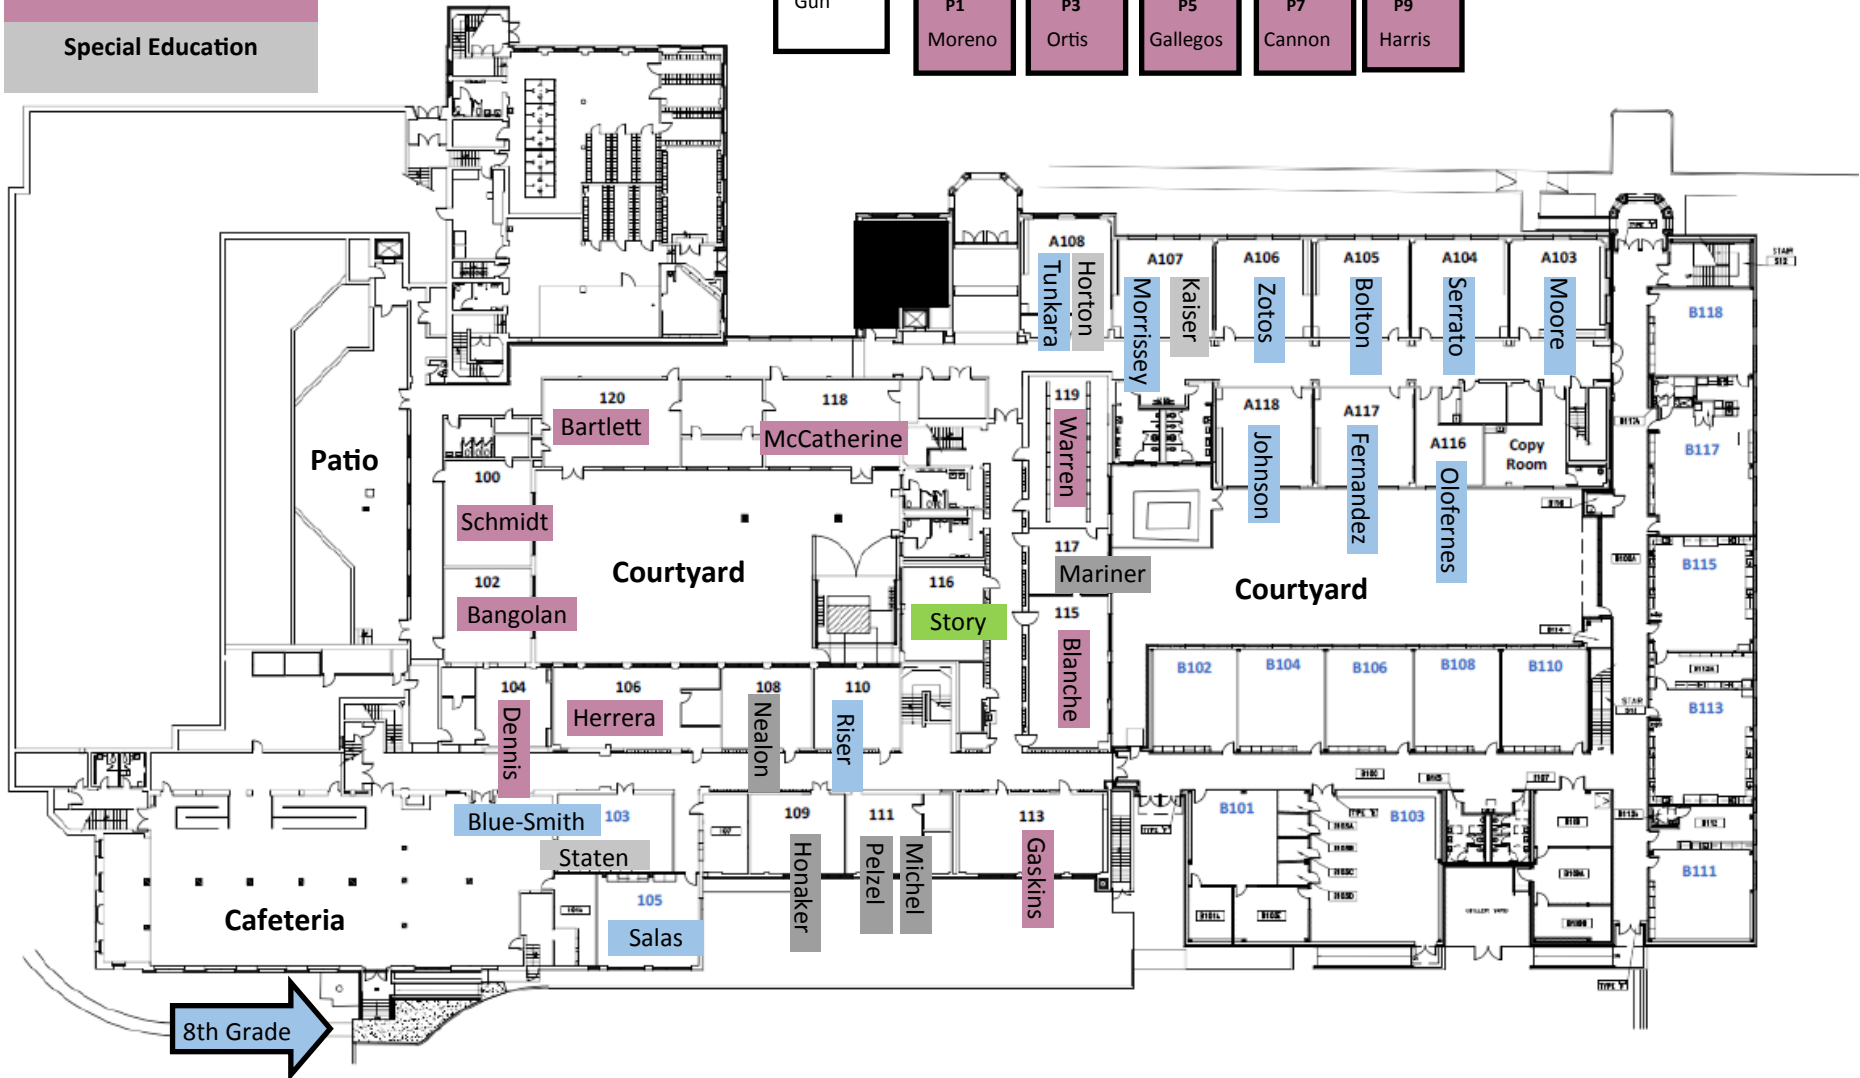 Special Education
Gun
P1
Moreno
P3
Ortis
P5
Gallegos
P7
Cannon
P9
Harris
A108
Tunkara
Horton
A107
Morrissey
Kaiser
A106
Zotos
A105
Bolton
A104
Serrato
A103
Moore
STAIR
B118
120
Bartlett
118
McCatherine
119
Warren
A118
Johnson
A117
Fernandez
A116
Olofernes
Copy
Room
B117A
B117
Patio
100
Schmidt
Courtyard
117
Mariner
102
Bangolan
116
Story
115
Blanche
Courtyard
B115
B102
B104
B106
B108
B110
104
Dennis
106
Herrera
108
Nealon
110
Riser
STAIR
B113
Blue-Smith
103
Staten
107
109
Honaker
111
Pelzel
Michel
113
Gaskins
B101
B103
B111
Cafeteria
105
Salas
8th Grade